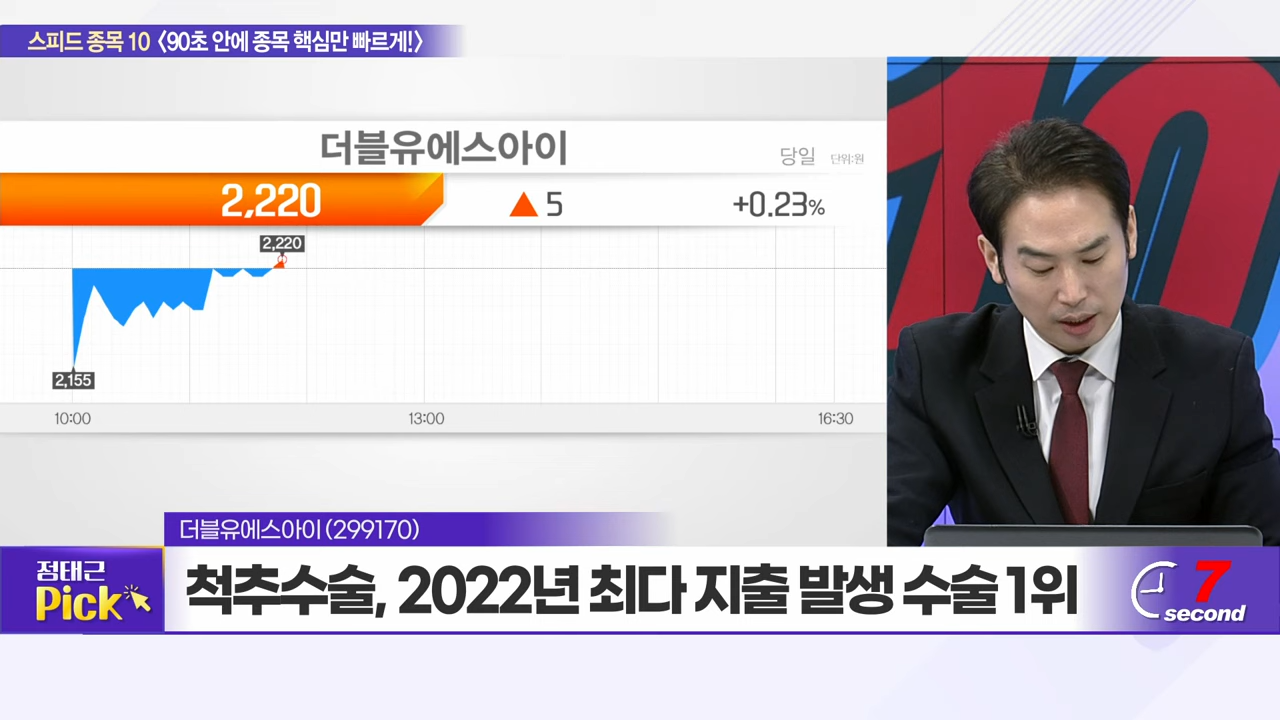 스피드 종목 10 <90초 안에 종목 핵심만 빠르게!>
더블유에스아이
당일 단위:원
2,220 ▲ 5 +0.23%
2,220
2,155
10:00 13:00 16:30
10
더블유에스아이 (299170)
정태근
Pick
척추수술, 2022년 최다 지출 발생 수술 1위
7
second